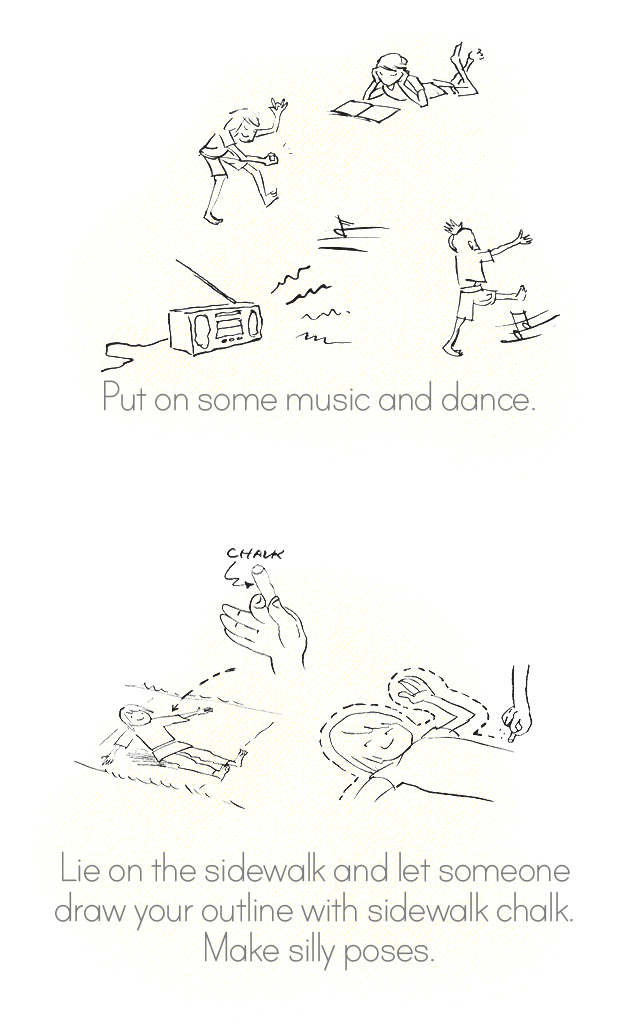 Put on some music and dance.
CHALK
Lie on the sidewalk and let someone
draw your outline with sidewalk chalk.
Make silly poses.